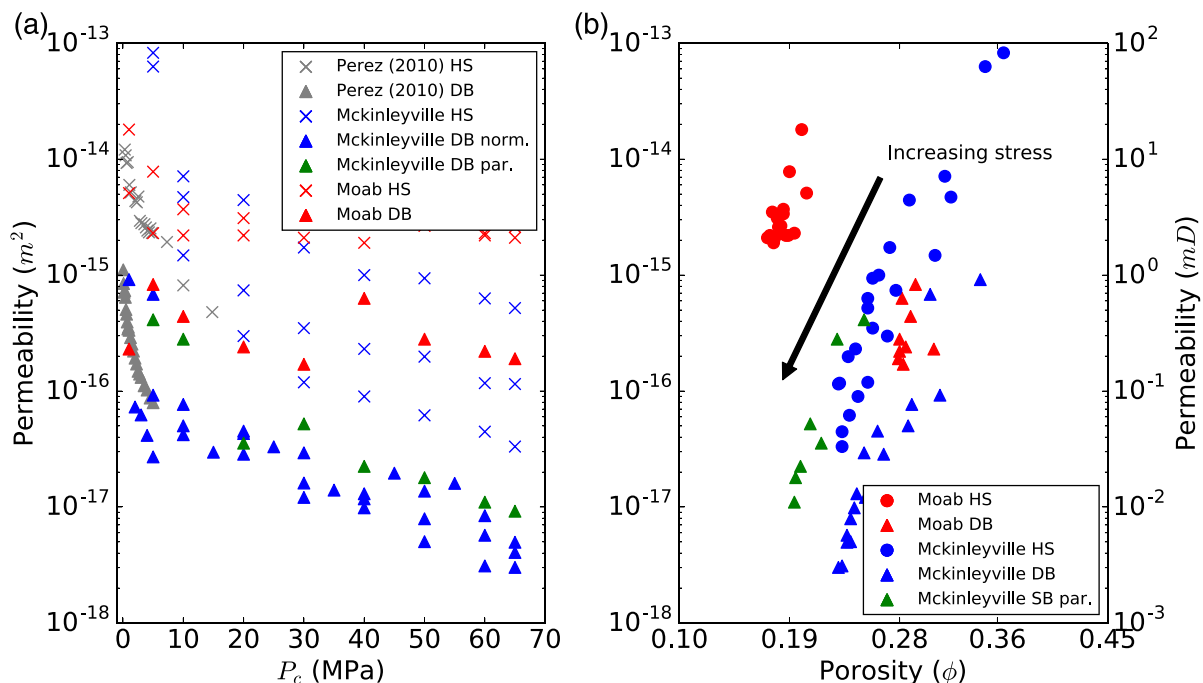 (a)
10^-13
10^-14
10^-15
10^-16
10^-17
10^-18
Permeability (m^2)
Perez (2010) HS
Perez (2010) DB
Mckinleyville HS
Mckinleyville DB norm.
Mckinleyville DB par.
Moab HS
Moab DB
0 10 20 30 40 50 60 70
P_c (MPa)
(b)
10^-13
10^-14
10^-15
10^-16
10^-17
10^-18
Increasing stress
Moab HS
Moab DB
Mckinleyville HS
Mckinleyville DB
Mckinleyville SB par.
0.10 0.19 0.28 0.36 0.45
Porosity (ϕ)
10^2
10^1
10^0
10^-1
10^-2
10^-3
Permeability (mD)